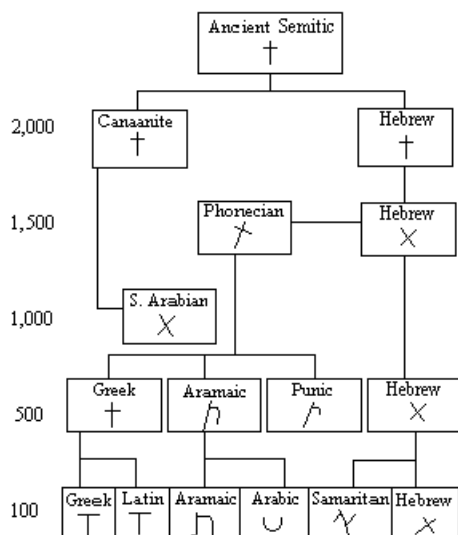 Ancient Semitic
†
2,000
Canaanite
†
Hebrew
†
1,500
Phonecian
Hebrew
X
1,000
S. Arabian
X
500
Greek
†
Aramaic
Punic
Hebrew
X
100
Greek
T
Latin
T
Aramaic
Arabic
Samaritan
Hebrew